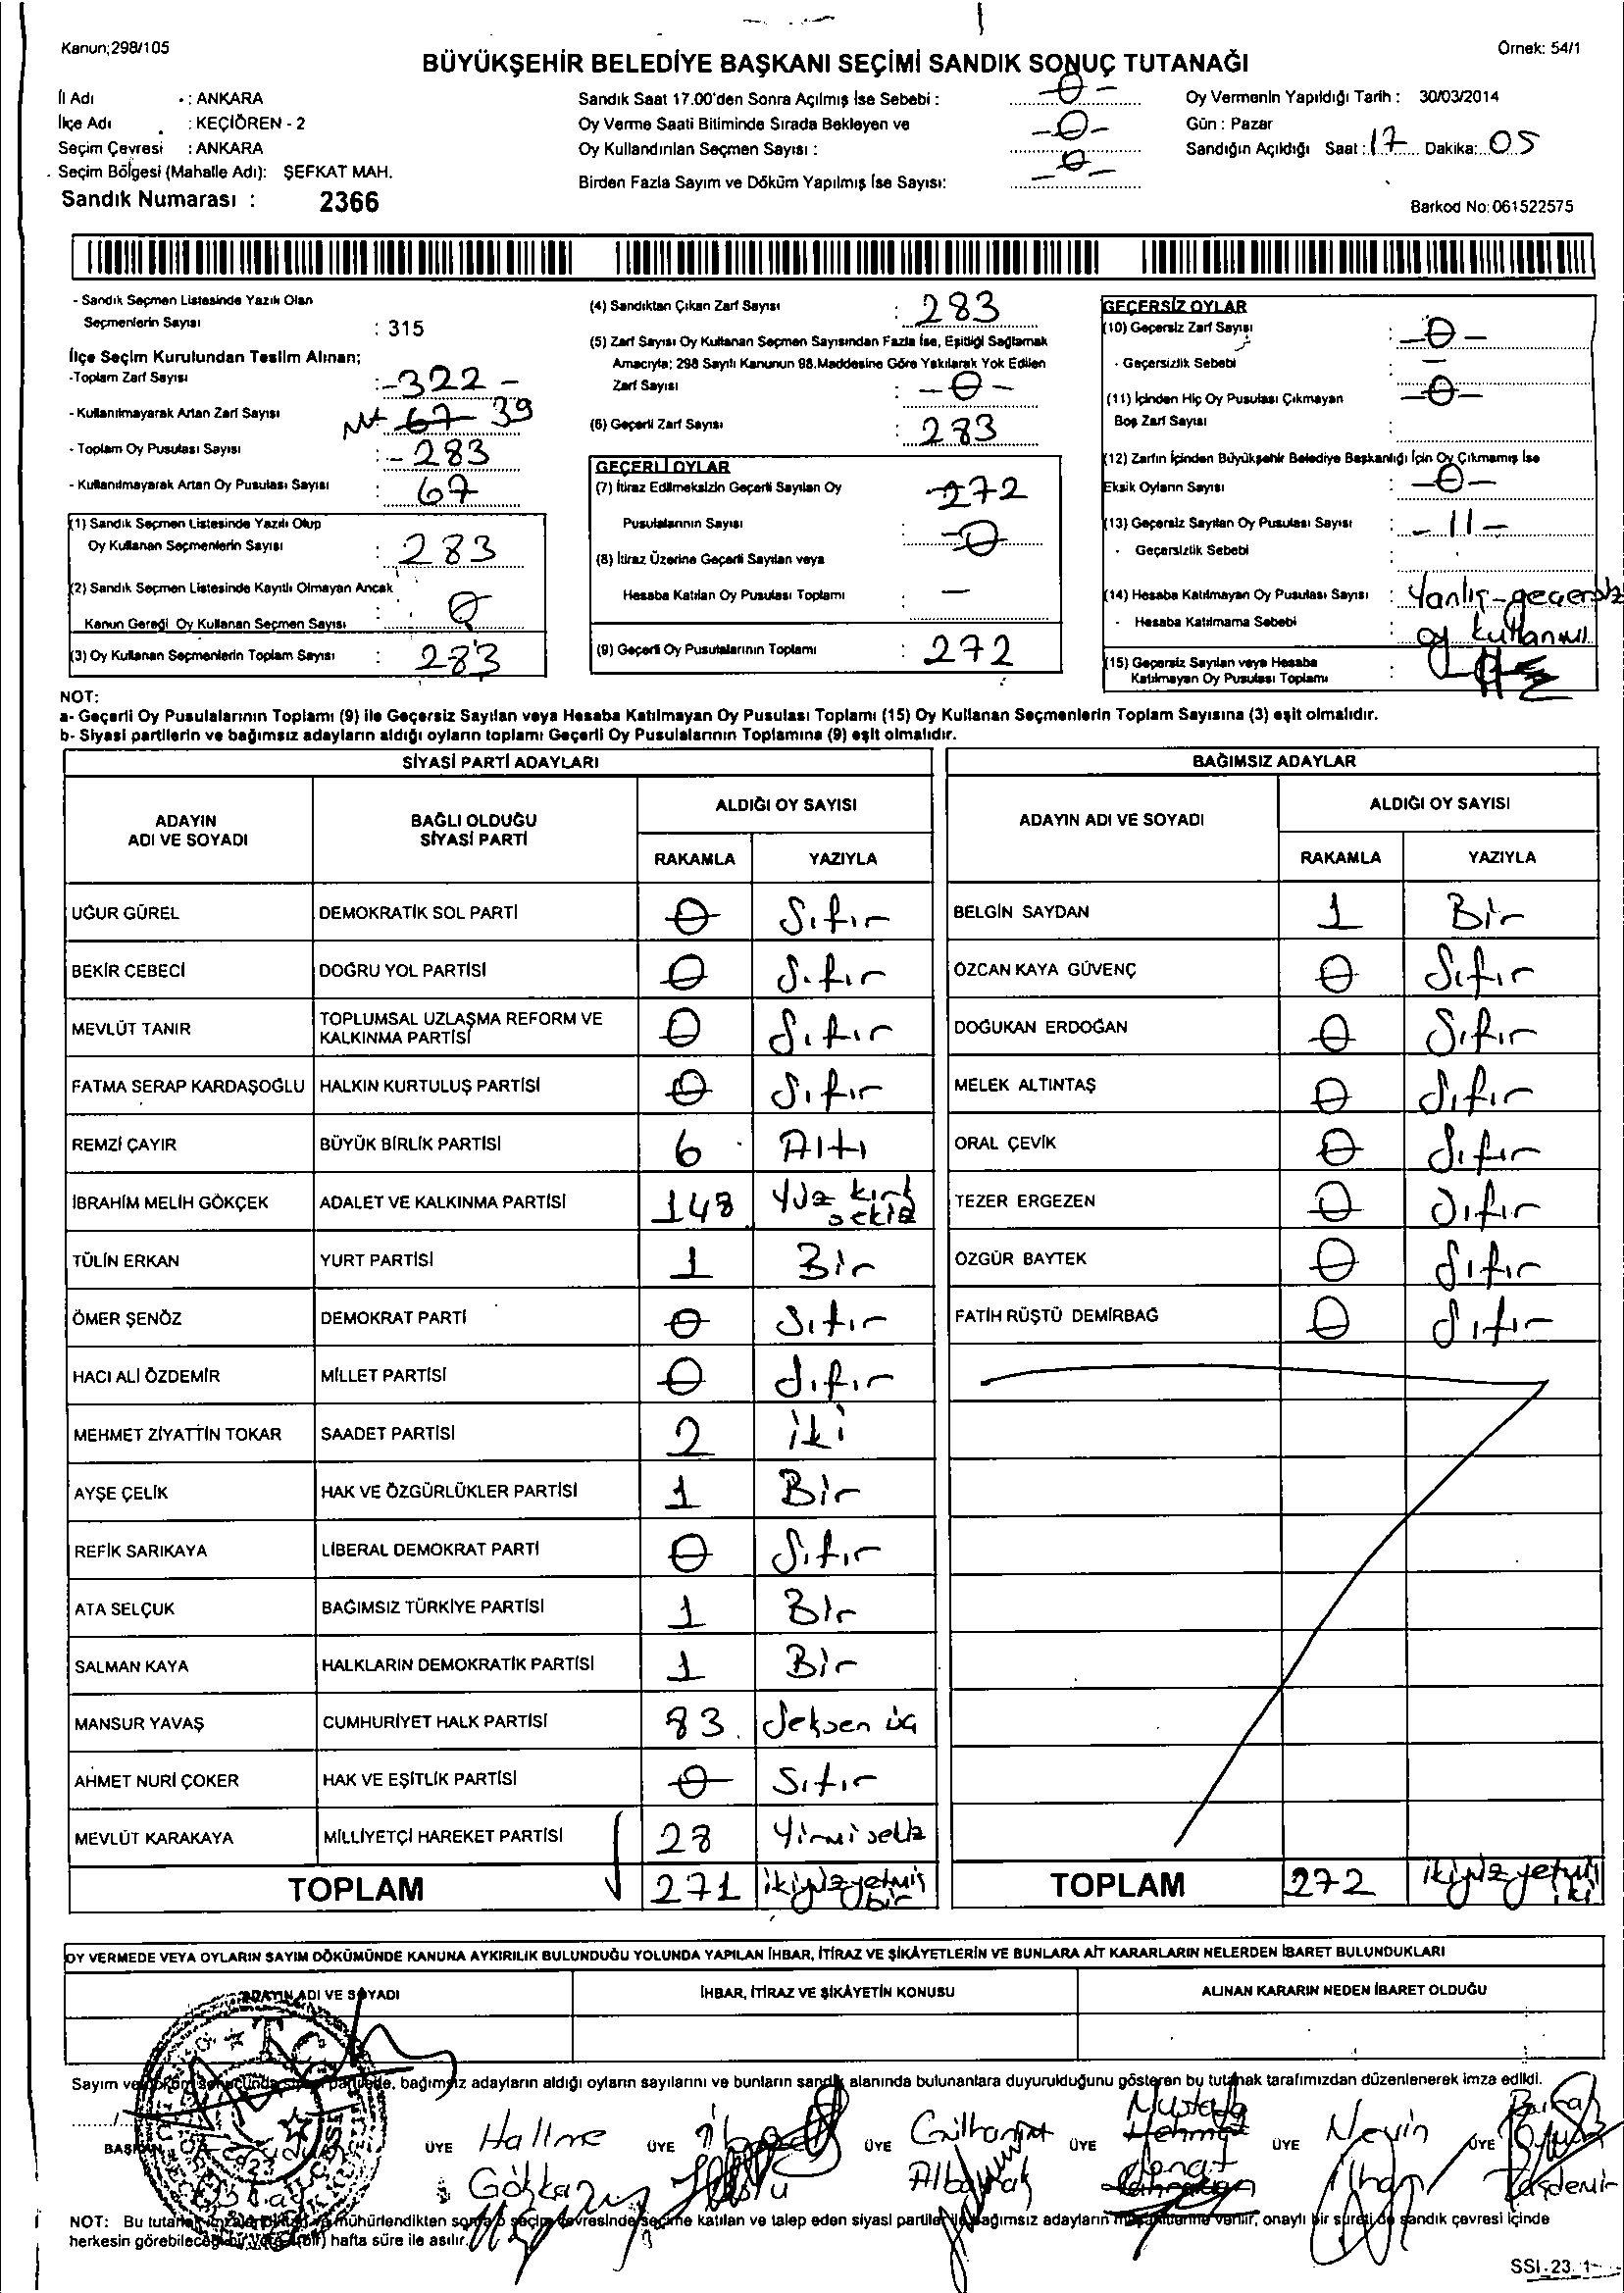 Kanun;298/105
Örnek: 54/1
BÜYÜKŞEHİR BELEDİYE BAŞKANI SEÇİMİ SANDIK SONUÇ TUTANAĞI
İl Adı : ANKARA
İlçe Adı : KEÇİÖREN - 2
Seçim Çevresi : ANKARA
Seçim Bölgesi (Mahalle Adı): ŞEFKAT MAH.
Sandık Numarası : 2366
Sandık Saat 17.00'den Sonra Açılmış İse Sebebi : -0-
Oy Verme Saati Bitiminde Sırada Bekleyen ve
Oy Kullandırılan Seçmen Sayısı : -0-
Birden Fazla Sayım ve Döküm Yapılmış İse Sayısı: -0-
Oy Vermenin Yapıldığı Tarih : 30/03/2014
Gün : Pazar
Sandığın Açıldığı Saat : 17 Dakika: 05
Barkod No: 061522575
- Sandık Seçmen Listesinde Yazılı Olan
Seçmenlerin Sayısı : 315
İlçe Seçim Kurulundan Teslim Alınan;
-Toplam Zarf Sayısı :-322-
- Kullanılmayarak Artan Zarf Sayısı 67 39
- Toplam Oy Pusulası Sayısı :-283
- Kullanılmayarak Artan Oy Pusulası Sayısı : 67
(1) Sandık Seçmen Listesinde Yazılı Olup
Oy Kullanan Seçmenlerin Sayısı : 283
(2) Sandık Seçmen Listesinde Kayıtlı Olmayan Ancak
Kanun Gereği Oy Kullanan Seçmen Sayısı : 0
(3) Oy Kullanan Seçmenlerin Toplam Sayısı : 283
(4) Sandıktan Çıkan Zarf Sayısı : 283
(5) Zarf Sayısı Oy Kullanan Seçmen Sayısından Fazla İse, Eşitliği Sağlamak
Amacıyla; 298 Sayılı Kanunun 98.Maddesine Göre Yakılarak Yok Edilen
Zarf Sayısı : -0-
(6) Geçerli Zarf Sayısı : 283
GEÇERLİ OYLAR
(7) İtiraz Edilmeksizin Geçerli Sayılan Oy
Pusulalarının Sayısı : 272
-0
(8) İtiraz Üzerine Geçerli Sayılan veya
Hesaba Katılan Oy Pusulası Toplamı : -
(9) Geçerli Oy Pusulalarının Toplamı : 272
GEÇERSİZ OYLAR
(10) Geçersiz Zarf Sayısı : -0-
- Geçersizlik Sebebi : -
(11) İçinden Hiç Oy Pusulası Çıkmayan
Boş Zarf Sayısı : -0-
(12) Zarfın İçinden Büyükşehir Belediye Başkanlığı İçin Oy Çıkmamış İse
Eksik Oyların Sayısı : -0-
(13) Geçersiz Sayılan Oy Pusulası Sayısı : -11-
- Geçersizlik Sebebi :
(14) Hesaba Katılmayan Oy Pusulası Sayısı : Yanlış-geçersiz
- Hesaba Katılmama Sebebi : oy kullanımı
(15) Geçersiz Sayılan veya Hesaba
Katılmayan Oy Pusulası Toplamı :
NOT:
a- Geçerli Oy Pusulalarının Toplamı (9) ile Geçersiz Sayılan veya Hesaba Katılmayan Oy Pusulası Toplamı (15) Oy Kullanan Seçmenlerin Toplam Sayısına (3) eşit olmalıdır.
b- Siyasi partilerin ve bağımsız adayların aldığı oyların toplamı Geçerli Oy Pusulalarının Toplamına (9) eşit olmalıdır.
SİYASİ PARTİ ADAYLARI
ADAYIN ADI VE SOYADI BAĞLI OLDUĞU SİYASİ PARTİ ALDIĞI OY SAYISI
RAKAMLA YAZIYLA
UĞUR GÜREL DEMOKRATİK SOL PARTİ 0 Sıfır
BEKİR CEBECİ DOĞRU YOL PARTİSİ 0 Sıfır
MEVLÜT TANIR TOPLUMSAL UZLAŞMA REFORM VE KALKINMA PARTİSİ 0 Sıfır
FATMA SERAP KARDAŞOĞLU HALKIN KURTULUŞ PARTİSİ 0 Sıfır
REMZİ ÇAYIR BÜYÜK BİRLİK PARTİSİ 6 Altı
İBRAHİM MELİH GÖKÇEK ADALET VE KALKINMA PARTİSİ 148 Yüz kırk sekiz
TÜLİN ERKAN YURT PARTİSİ 1 Bir
ÖMER ŞENÖZ DEMOKRAT PARTİ 0 Sıfır
HACI ALİ ÖZDEMİR MİLLET PARTİSİ 0 Sıfır
MEHMET ZİYATTİN TOKAR SAADET PARTİSİ 2 iki
AYŞE ÇELİK HAK VE ÖZGÜRLÜKLER PARTİSİ 1 Bir
REFİK SARIKAYA LİBERAL DEMOKRAT PARTİ 0 Sıfır
ATA SELÇUK BAĞIMSIZ TÜRKİYE PARTİSİ 1 Bir
SALMAN KAYA HALKLARIN DEMOKRATİK PARTİSİ 1 Bir
MANSUR YAVAŞ CUMHURİYET HALK PARTİSİ 83 Seksen üç
AHMET NURİ ÇOKER HAK VE EŞİTLİK PARTİSİ 0 Sıfır
MEVLÜT KARAKAYA MİLLİYETÇİ HAREKET PARTİSİ 28 Yirmi sekiz
TOPLAM 271 ikiyüzyetmiş bir
BAĞIMSIZ ADAYLAR
ADAYIN ADI VE SOYADI ALDIĞI OY SAYISI
RAKAMLA YAZIYLA
BELGİN SAYDAN 1 Bir
ÖZCAN KAYA GÜVENÇ 0 Sıfır
DOĞUKAN ERDOĞAN 0 Sıfır
MELEK ALTINTAŞ 0 Sıfır
ORAL ÇEVİK 0 Sıfır
TEZER ERGEZEN 0 Sıfır
ÖZGÜR BAYTEK 0 Sıfır
FATİH RÜŞTÜ DEMİRBAĞ 0 Sıfır
TOPLAM 272 ikiyüzyetmiş iki
OY VERMEDE VEYA OYLARIN SAYIM DÖKÜMÜNDE KANUNA AYKIRILIK BULUNDUĞU YOLUNDA YAPILAN İHBAR, İTİRAZ VE ŞİKÂYETLERİN VE BUNLARA AİT KARARLARIN NELERDEN İBARET BULUNDUKLARI
ADAYIN ADI VE SOYADI İHBAR, İTİRAZ VE ŞİKÂYETİN KONUSU ALINAN KARARIN NEDEN İBARET OLDUĞU
Sayım ve bağımsız adayların aldığı oyların sayılarını ve bunların sandık alanında bulunanlara duyurulduğunu gösteren bu tutanak tarafımızdan düzenlenerek imza edildi.
BAŞKAN ÜYE Halime ÜYE ÜYE Gülhanım ÜYE Mustafa ÜYE Nevin ÜYE
Albayrak İlhan Taşdemir
NOT: Bu tutanak mühürlendikten sonra o seçim çevresinde seçime katılan ve talep eden siyasi partiler bağımsız adayların verilir, onaylı bir sureti de sandık çevresi içinde
herkesin görebileceği bir yere (bir) hafta süre ile asılır.
SSI-23